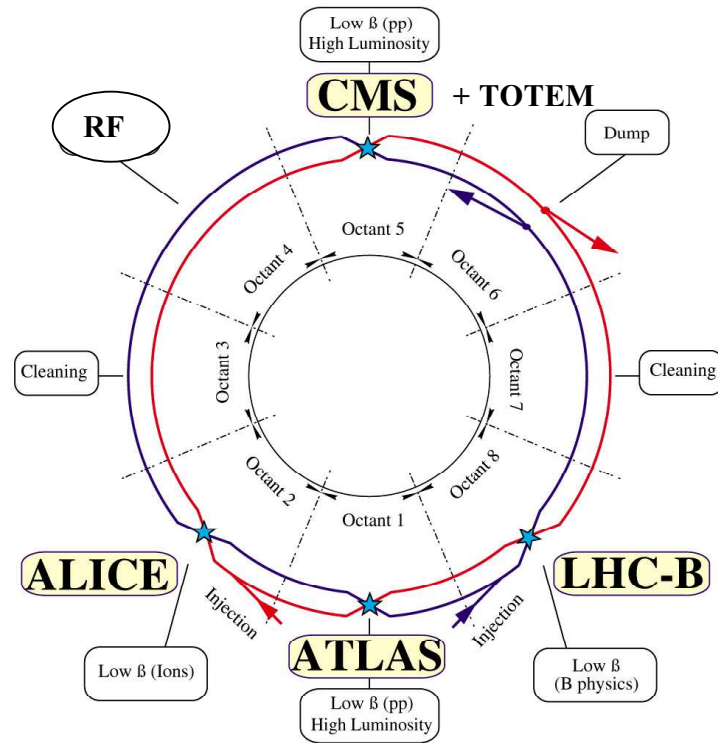 Low ß (pp)
High Luminosity
CMS + TOTEM
RF
Dump
Octant 5
Octant 4
Octant 6
Cleaning
Octant 3
Octant 7
Cleaning
Octant 2
Octant 8
Octant 1
ALICE
LHC-B
Injection
Injection
ATLAS
Low ß (Ions)
Low ß
(B physics)
Low ß (pp)
High Luminosity